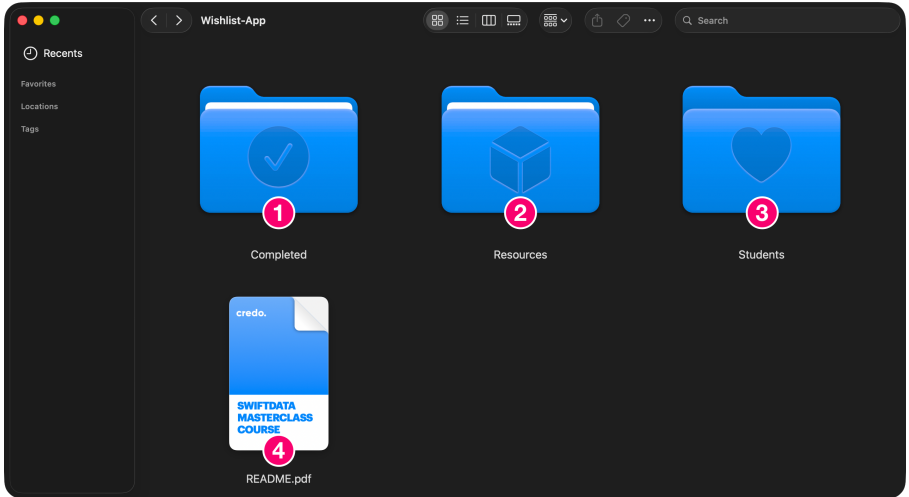 Wishlist-App
Search
Recents
Favorites
Locations
Tags
1
2
3
Completed
Resources
Students
credo.
SWIFTDATA
MASTERCLASS
COURSE
4
README.pdf